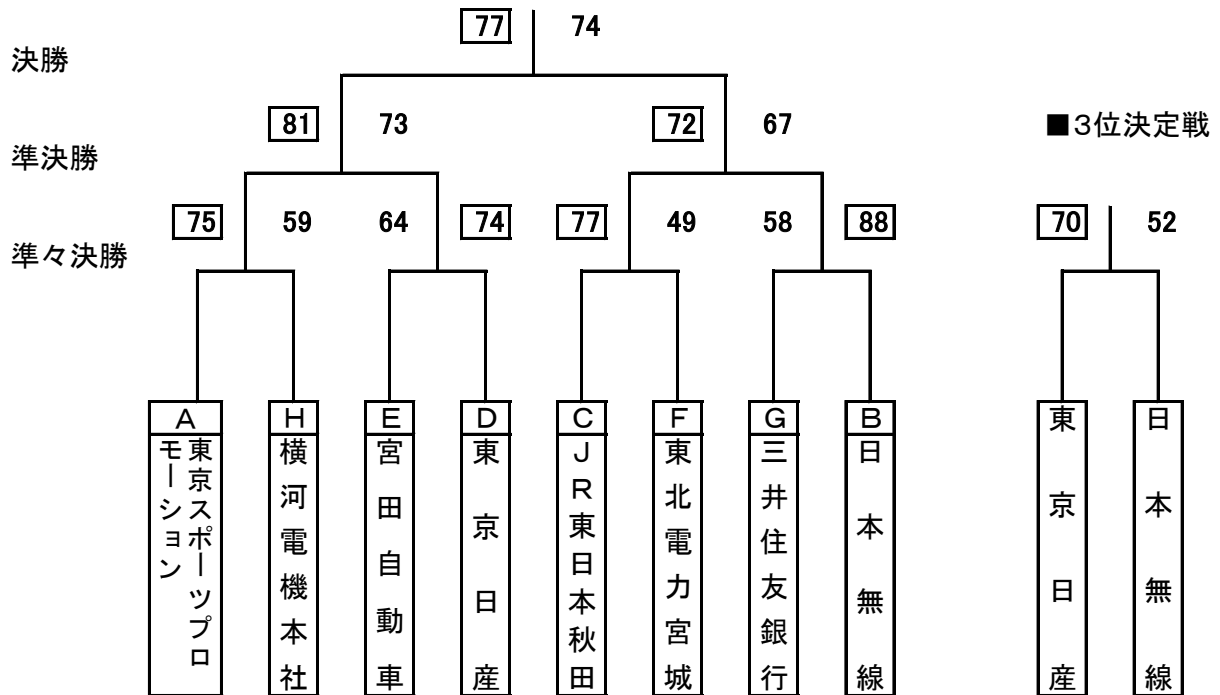 77 74
決勝
81 73 72 67
■3位決定戦
準決勝
75 59 64 74 77 49 58 88 70 52
準々決勝
A H E D C F G B
東京スポーツプロ
モーション
横河電機本社
宮田自動車
東京日産
JR東日本秋田
東北電力宮城
三井住友銀行
日本無線
東京日産
日本無線